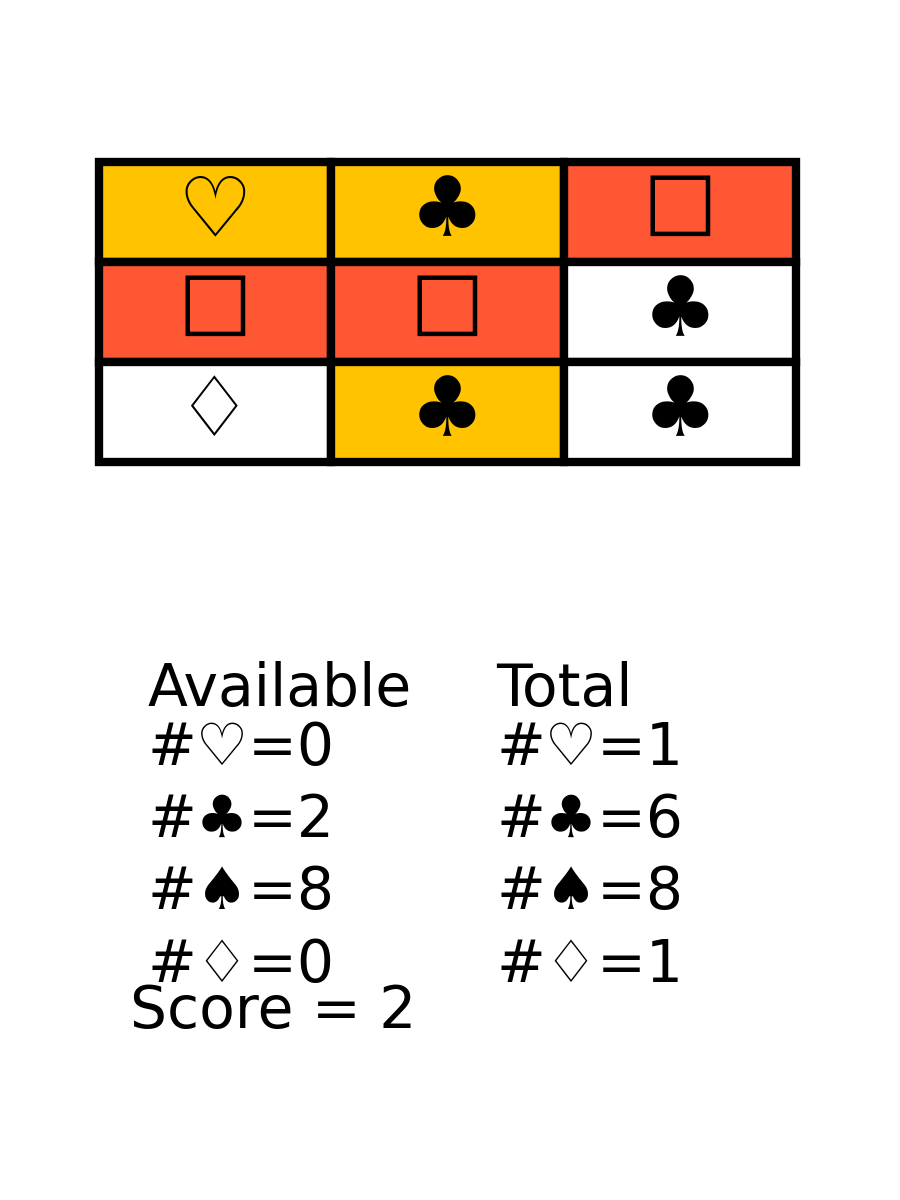 ♡ ♣ □
□ □ ♣
♢ ♣ ♣
Available Total
#♡=0 #♡=1
#♣=2 #♣=6
#♠=8 #♠=8
#♢=0 #♢=1
Score = 2